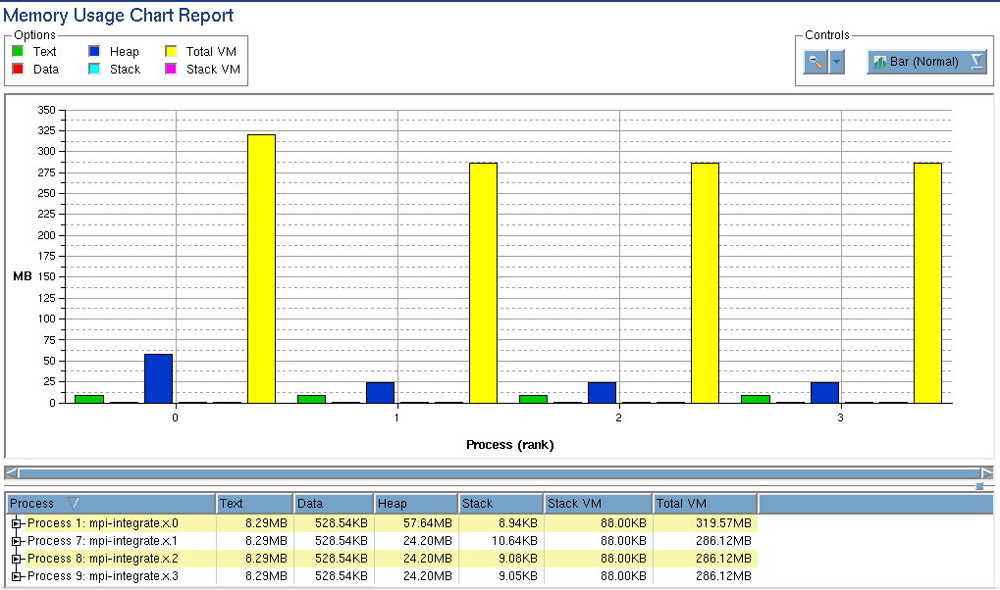 Memory Usage Chart Report
Options
Text Heap Total VM
Data Stack Stack VM
Controls
Bar (Normal)
350
325
300
275
250
225
200
175
MB 150
125
100
75
50
25
0
0 1 2 3
Process (rank)
Process Text Data Heap Stack Stack VM Total VM
Process 1: mpi-integrate.x.0 8.29MB 528.54KB 57.64MB 8.94KB 88.00KB 319.57MB
Process 7: mpi-integrate.x.1 8.29MB 528.54KB 24.20MB 10.64KB 88.00KB 286.12MB
Process 8: mpi-integrate.x.2 8.29MB 528.54KB 24.20MB 9.08KB 88.00KB 286.12MB
Process 9: mpi-integrate.x.3 8.29MB 528.54KB 24.20MB 9.05KB 88.00KB 286.12MB